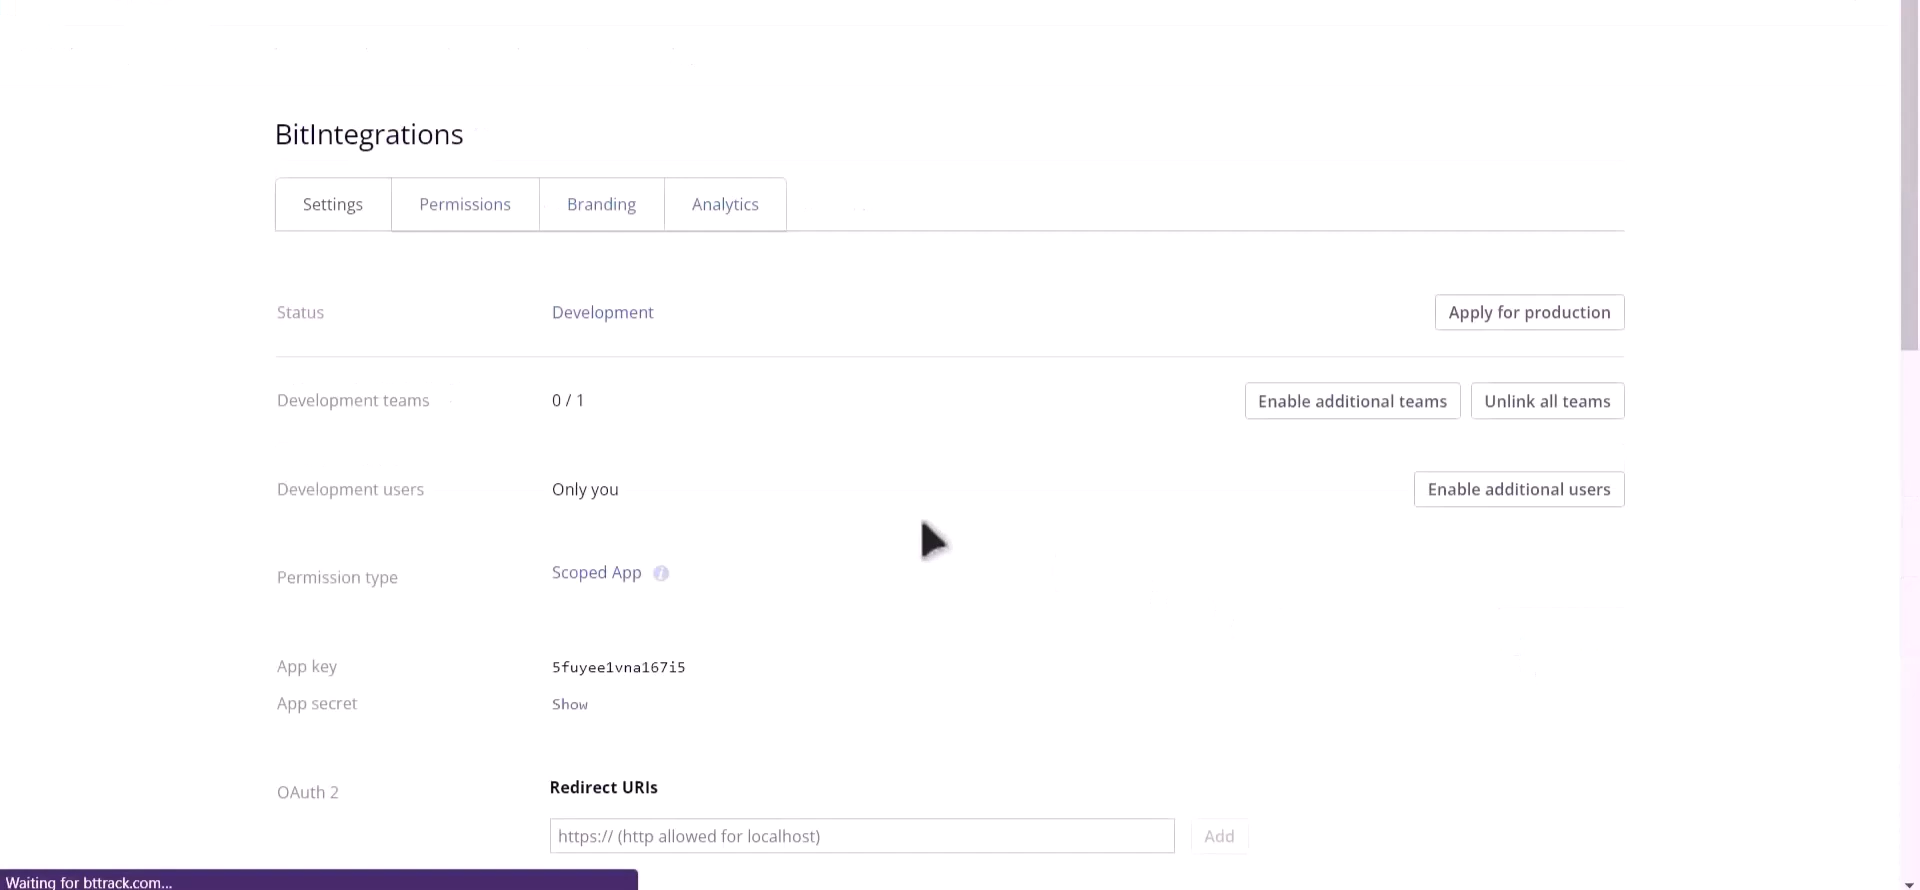 BitIntegrations
Settings Permissions Branding Analytics
Status Development Apply for production
Development teams 0 / 1 Enable additional teams Unlink all teams
Development users Only you Enable additional users
Permission type Scoped App i
App key 5fuyee1vna167i5
App secret Show
OAuth 2 Redirect URIs
https:// (http allowed for localhost) Add
Waiting for bttrack.com...